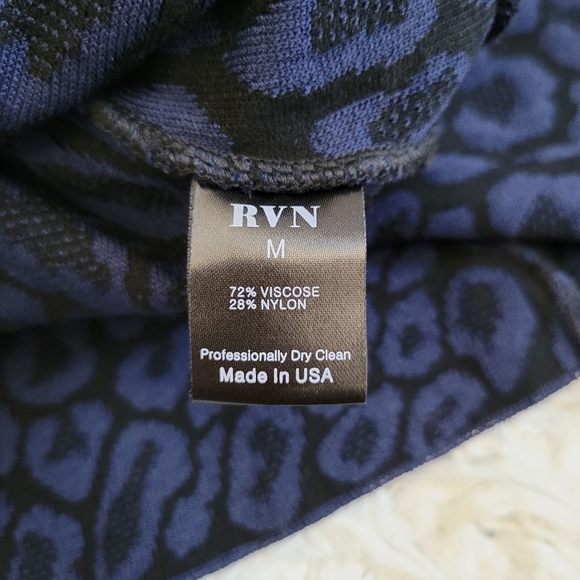 RVN
M
72% VISCOSE
28% NYLON
Professionally Dry Clean
Made In USA